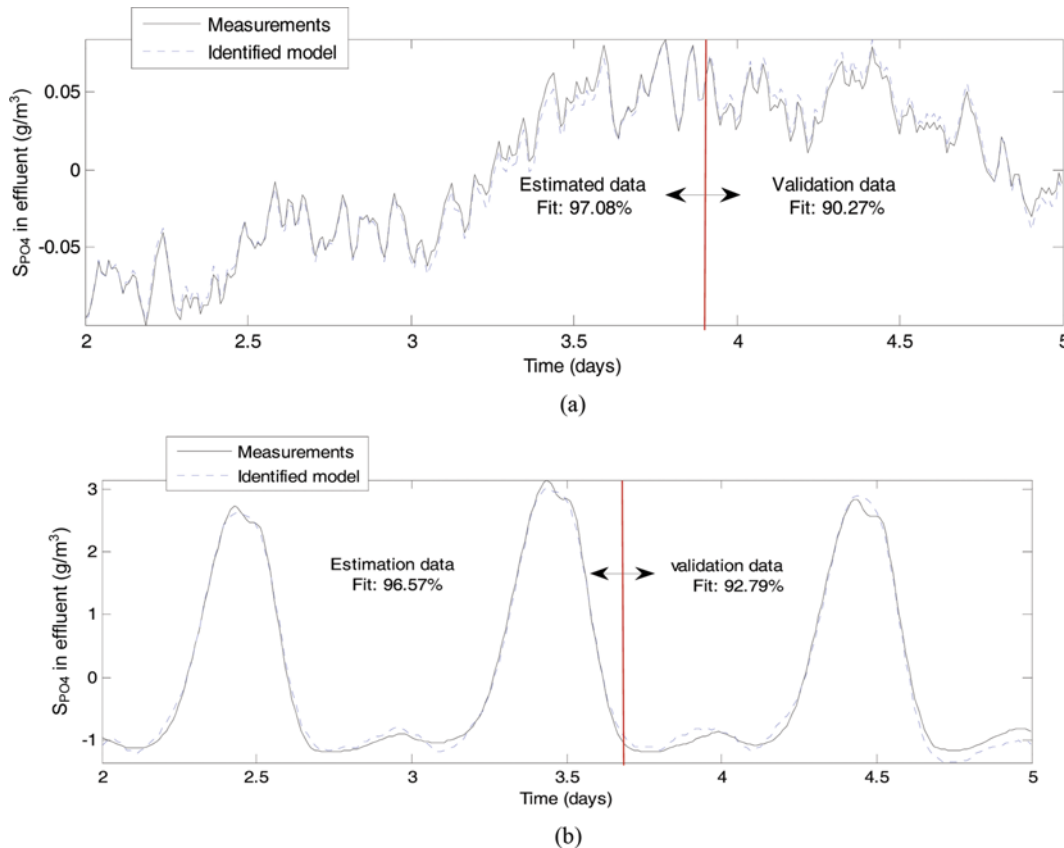 Measurements
Identified model
S_PO4 in effluent (g/m³)
0.05
0
-0.05
Estimated data
Fit: 97.08%
Validation data
Fit: 90.27%
2 2.5 3 3.5 4 4.5 5
Time (days)
(a)
Measurements
Identified model
S_PO4 in effluent (g/m³)
3
2
1
0
-1
Estimation data
Fit: 96.57%
validation data
Fit: 92.79%
2 2.5 3 3.5 4 4.5 5
Time (days)
(b)